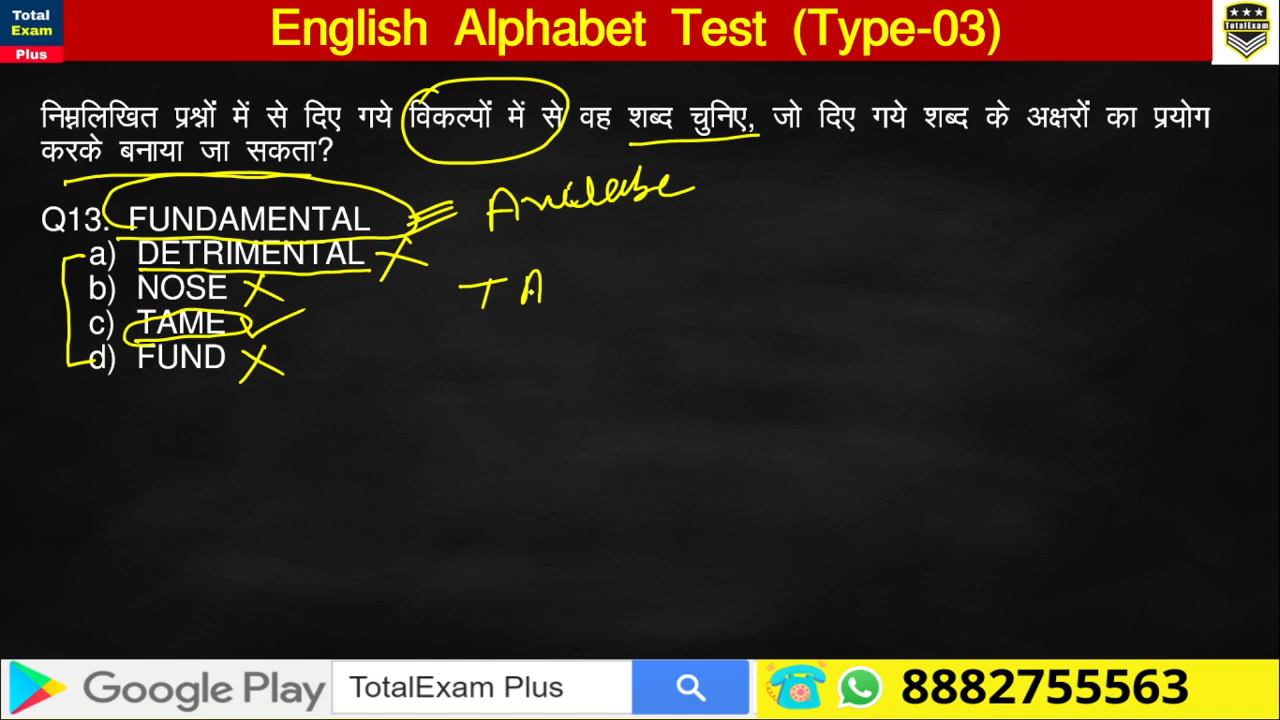 Total
Exam
Plus
English Alphabet Test (Type-03)
TotalExam
निम्नलिखित प्रश्नों में से दिए गये विकल्पों में से वह शब्द चुनिए, जो दिए गये शब्द के अक्षरों का प्रयोग
करके बनाया जा सकता?
Q13. FUNDAMENTAL
a) DETRIMENTAL
b) NOSE
T A
c) TAME
d) FUND
Google Play
TotalExam Plus
8882755563